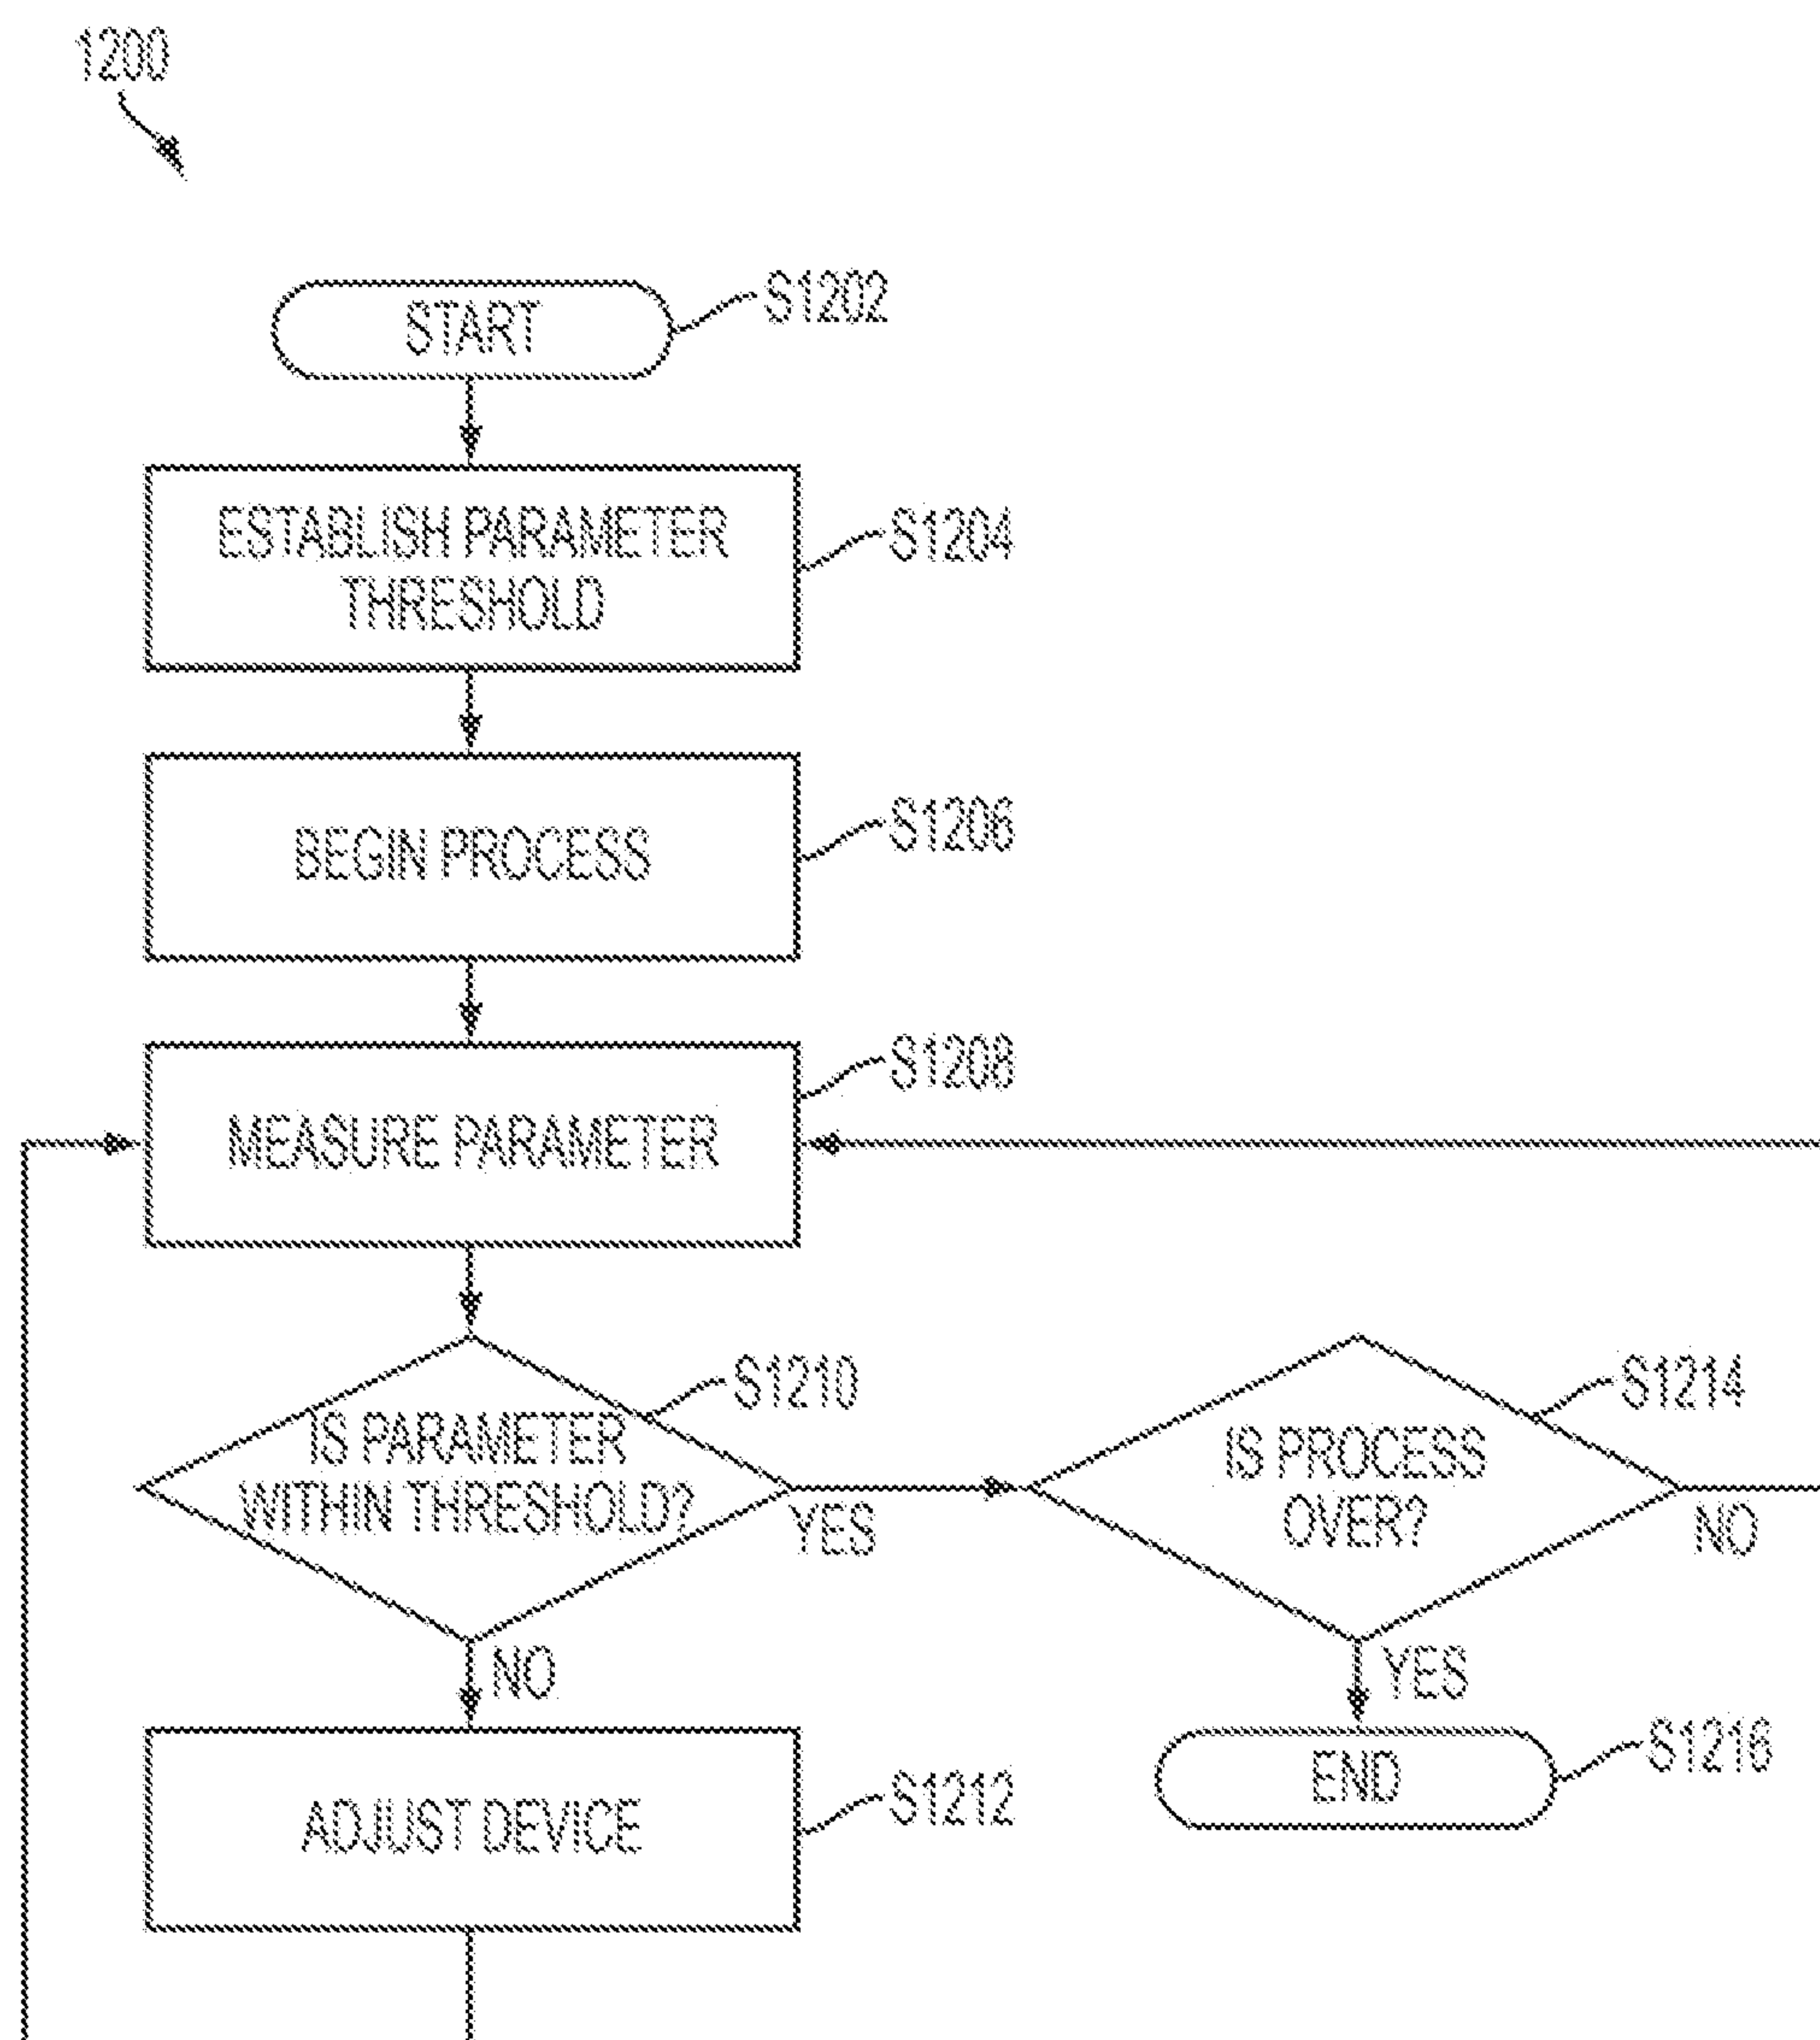 1200
START
S1202
ESTABLISH PARAMETER
THRESHOLD
S1204
BEGIN PROCESS
S1206
MEASURE PARAMETER
S1208
IS PARAMETER
WITHIN THRESHOLD?
S1210
YES
NO
IS PROCESS
OVER?
S1214
NO
YES
ADJUST DEVICE
S1212
END
S1216